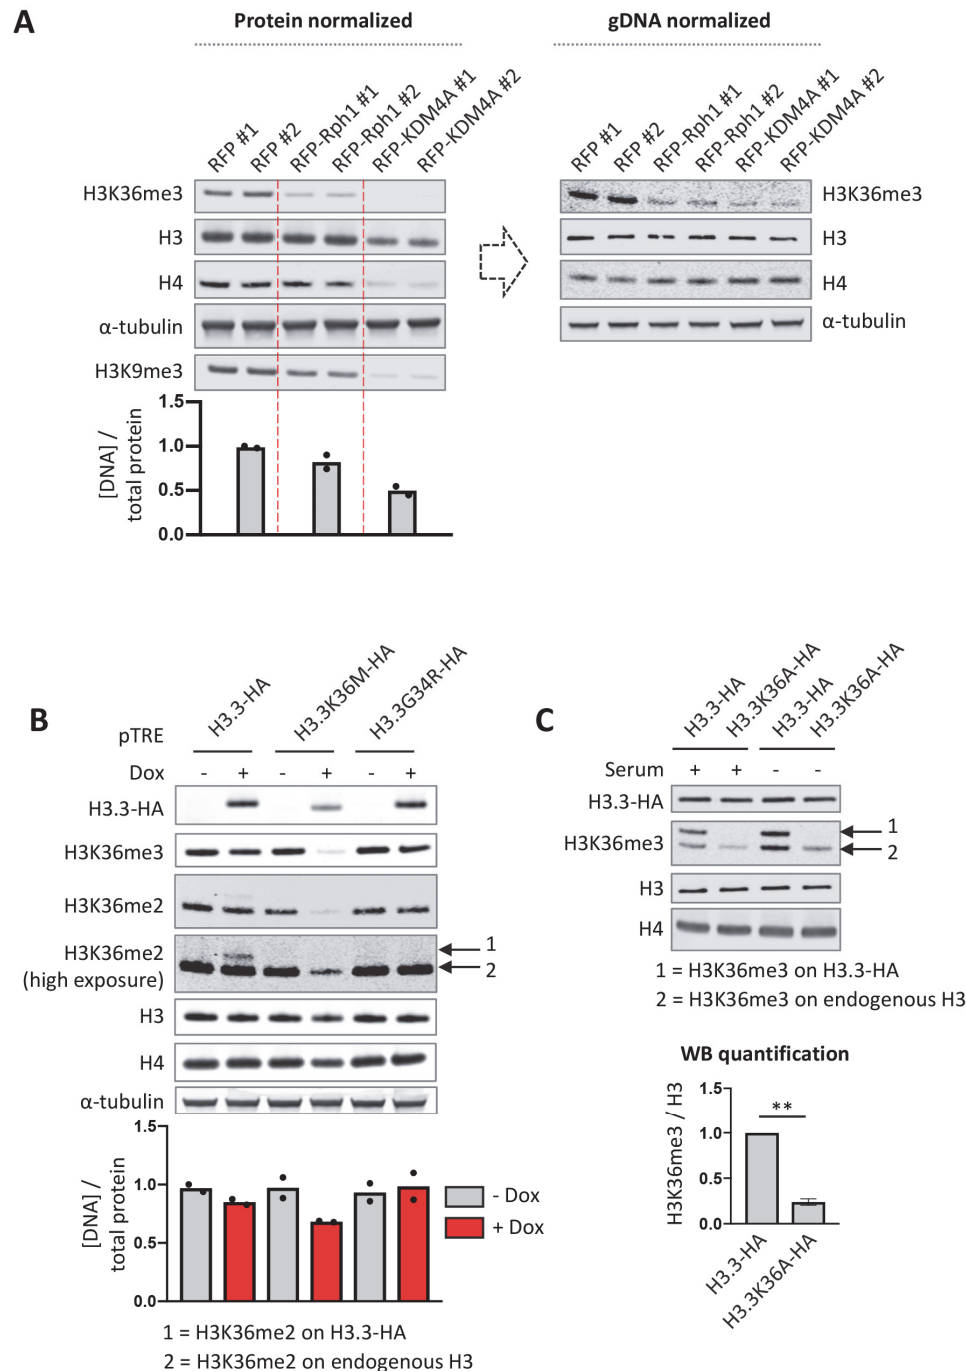 A
Protein normalized
gDNA normalized
RFP #1
RFP #2
RFP-Rph1 #1
RFP-Rph1 #2
RFP-KDM4A #1
RFP-KDM4A #2
RFP #1
RFP #2
RFP-Rph1 #1
RFP-Rph1 #2
RFP-KDM4A #1
RFP-KDM4A #2
H3K36me3
H3
H4
α-tubulin
H3K9me3
H3K36me3
H3
H4
α-tubulin
[DNA] /
total protein
1.5
1.0
0.5
0.0
B
pTRE
H3.3-HA
H3.3K36M-HA
H3.3G34R-HA
Dox - + - + - +
H3.3-HA
H3K36me3
H3K36me2
H3K36me2
(high exposure)
1
2
H3
H4
α-tubulin
[DNA] /
total protein
1.5
1.0
0.5
0.0
- Dox
+ Dox
1 = H3K36me2 on H3.3-HA
2 = H3K36me2 on endogenous H3
C
H3.3-HA
H3.3K36A-HA
H3.3-HA
H3.3K36A-HA
Serum + + - -
H3.3-HA
H3K36me3
1
2
H3
H4
1 = H3K36me3 on H3.3-HA
2 = H3K36me3 on endogenous H3
WB quantification
H3K36me3 / H3
1.5
1.0
0.5
0.0
**
H3.3-HA
H3.3K36A-HA